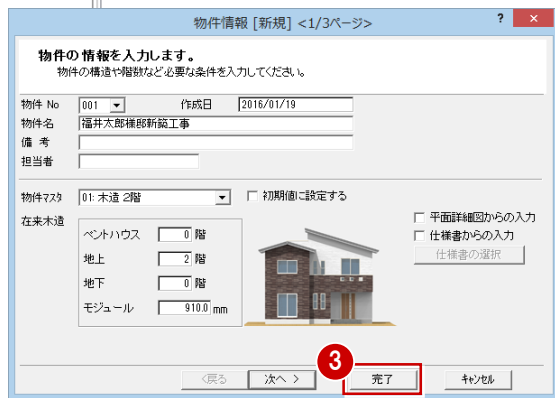 物件情報 [新規] <1/3ページ>
? ×
物件の情報を入力します。
物件の構造や階数など必要な条件を入力してください。
物件 No 001 作成日 2016/01/19
物件名 福井太郎様邸新築工事
備 考
担当者
物件マスタ 01: 木造 2階 初期値に設定する
在来木造
平面詳細図からの入力
ペントハウス 0 階
仕様書からの入力
地上 2 階
仕様書の選択
地下 0 階
モジュール 910.0 mm
3
<戻る 次へ > 完了 キャンセル